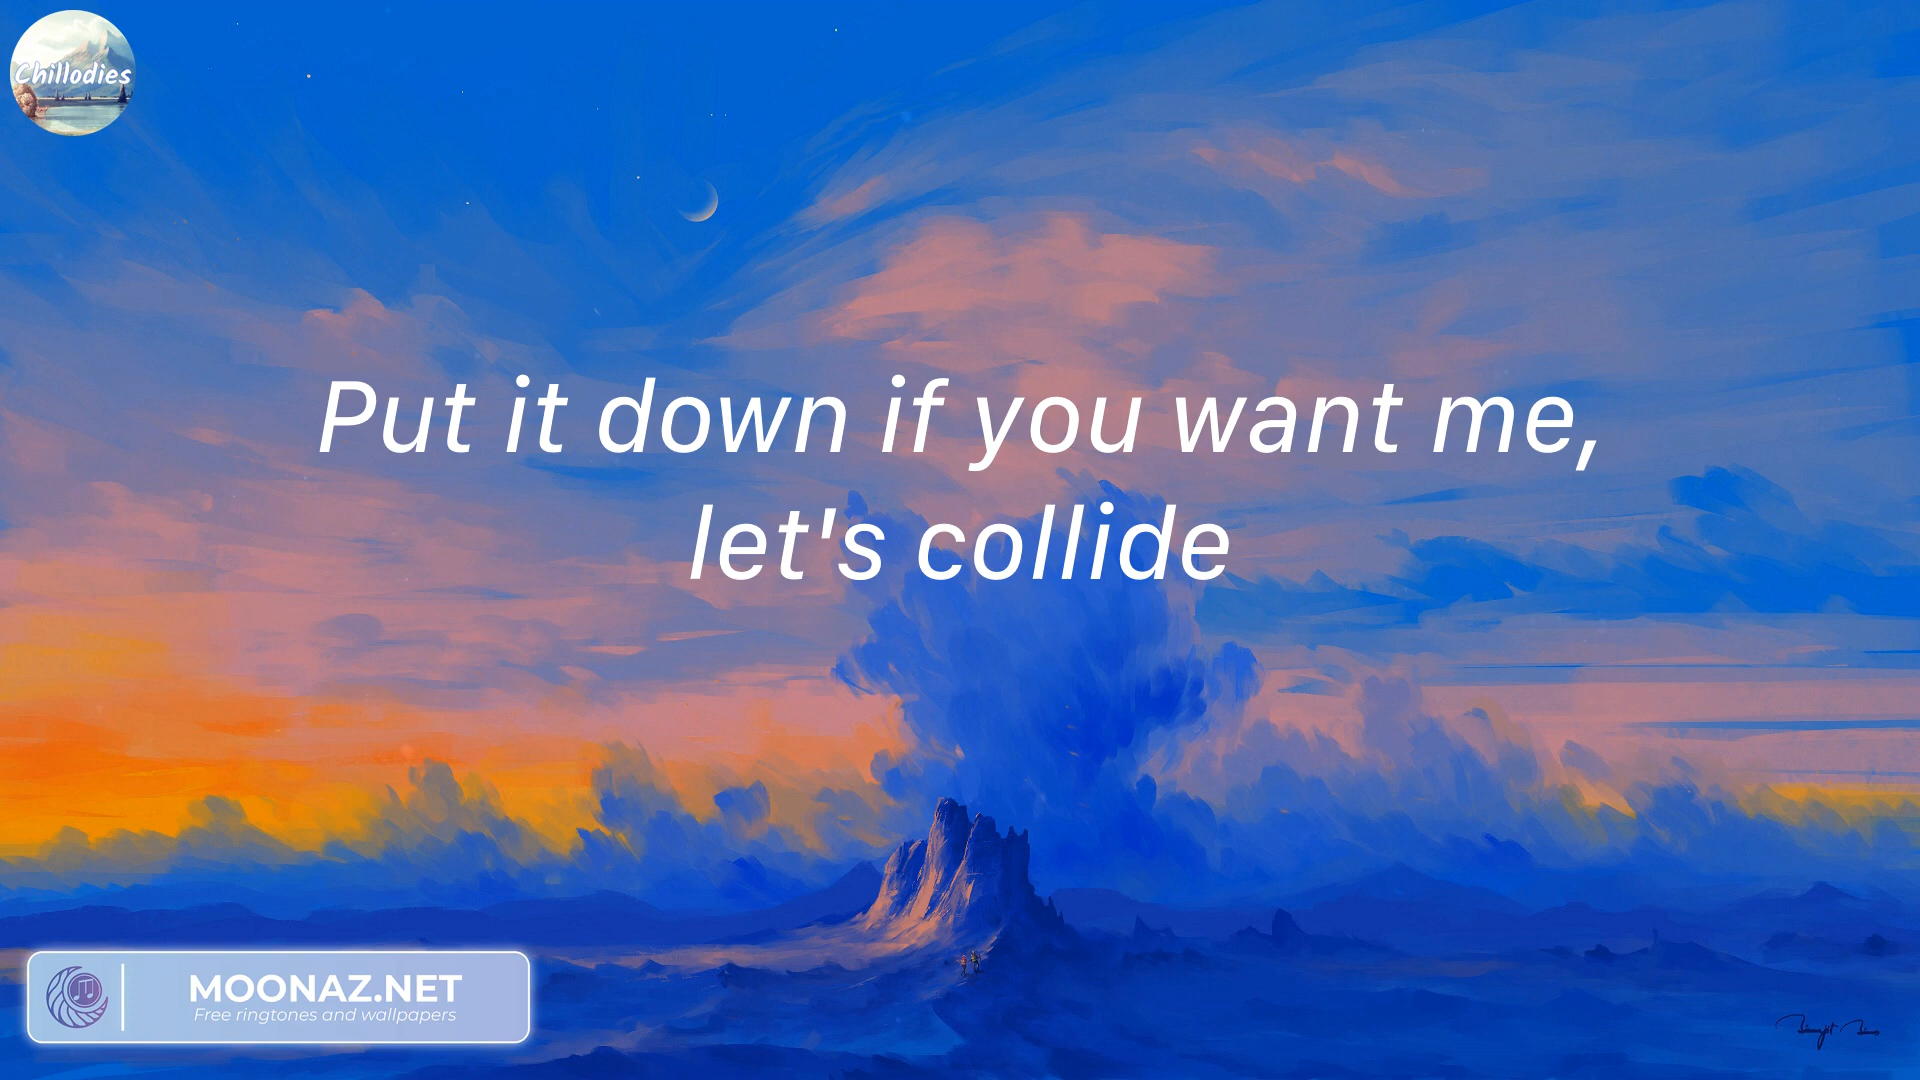 Chillodies
Put it down if you want me,
let's collide
MOONAZ.NET
Free ringtones and wallpapers